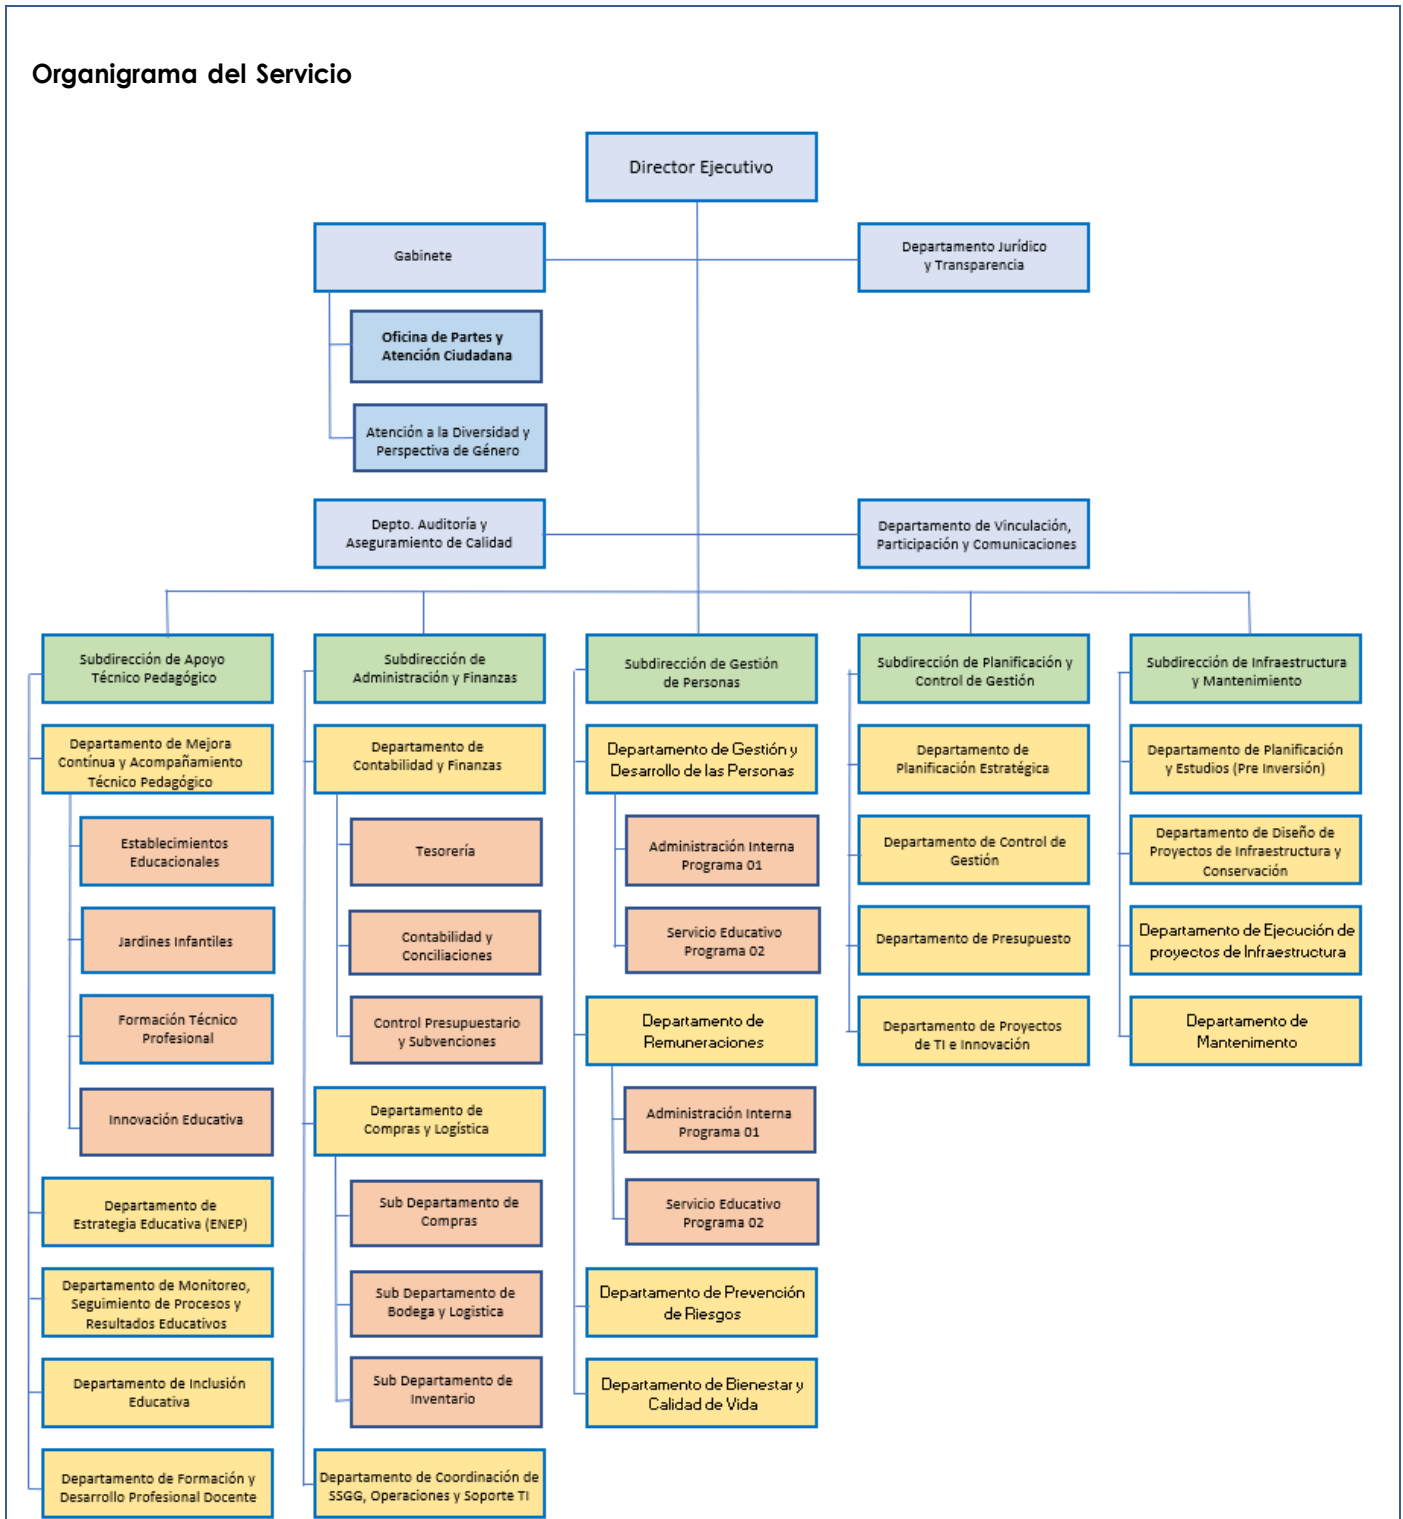 Organigrama del Servicio
Director Ejecutivo
Gabinete
Departamento Jurídico
y Transparencia
Oficina de Partes y
Atención Ciudadana
Atención a la Diversidad y
Perspectiva de Género
Depto. Auditoría y
Aseguramiento de Calidad
Departamento de Vinculación,
Participación y Comunicaciones
Subdirección de Apoyo
Técnico Pedagógico
Departamento de Mejora
Contínua y Acompañamiento
Técnico Pedagógico
Establecimientos
Educacionales
Jardines Infantiles
Formación Técnico
Profesional
Innovación Educativa
Departamento de
Estrategia Educativa (ENEP)
Departamento de Monitoreo,
Seguimiento de Procesos y
Resultados Educativos
Departamento de Inclusión
Educativa
Departamento de Formación y
Desarrollo Profesional Docente
Subdirección de
Administración y Finanzas
Departamento de
Contabilidad y Finanzas
Tesorería
Contabilidad y
Conciliaciones
Control Presupuestario
y Subvenciones
Departamento de
Compras y Logística
Sub Departamento de
Compras
Sub Departamento de
Bodega y Logistica
Sub Departamento de
Inventario
Departamento de Coordinación de
SSGG, Operaciones y Soporte TI
Subdirección de Gestión
de Personas
Departamento de Gestión y
Desarrollo de las Personas
Administración Interna
Programa 01
Servicio Educativo
Programa 02
Departamento de
Remuneraciones
Administración Interna
Programa 01
Servicio Educativo
Programa 02
Departamento de Prevención
de Riesgos
Departamento de Bienestar y
Calidad de Vida
Subdirección de Planificación y
Control de Gestión
Departamento de
Planificación Estratégica
Departamento de Control de
Gestión
Departamento de Presupuesto
Departamento de Proyectos
de TI e Innovación
Subdirección de Infraestructura
y Mantenimiento
Departamento de Planificación
y Estudios (Pre Inversión)
Departamento de Diseño de
Proyectos de Infraestructura y
Conservación
Departamento de Ejecución de
proyectos de Infraestructura
Departamento de
Mantenimento